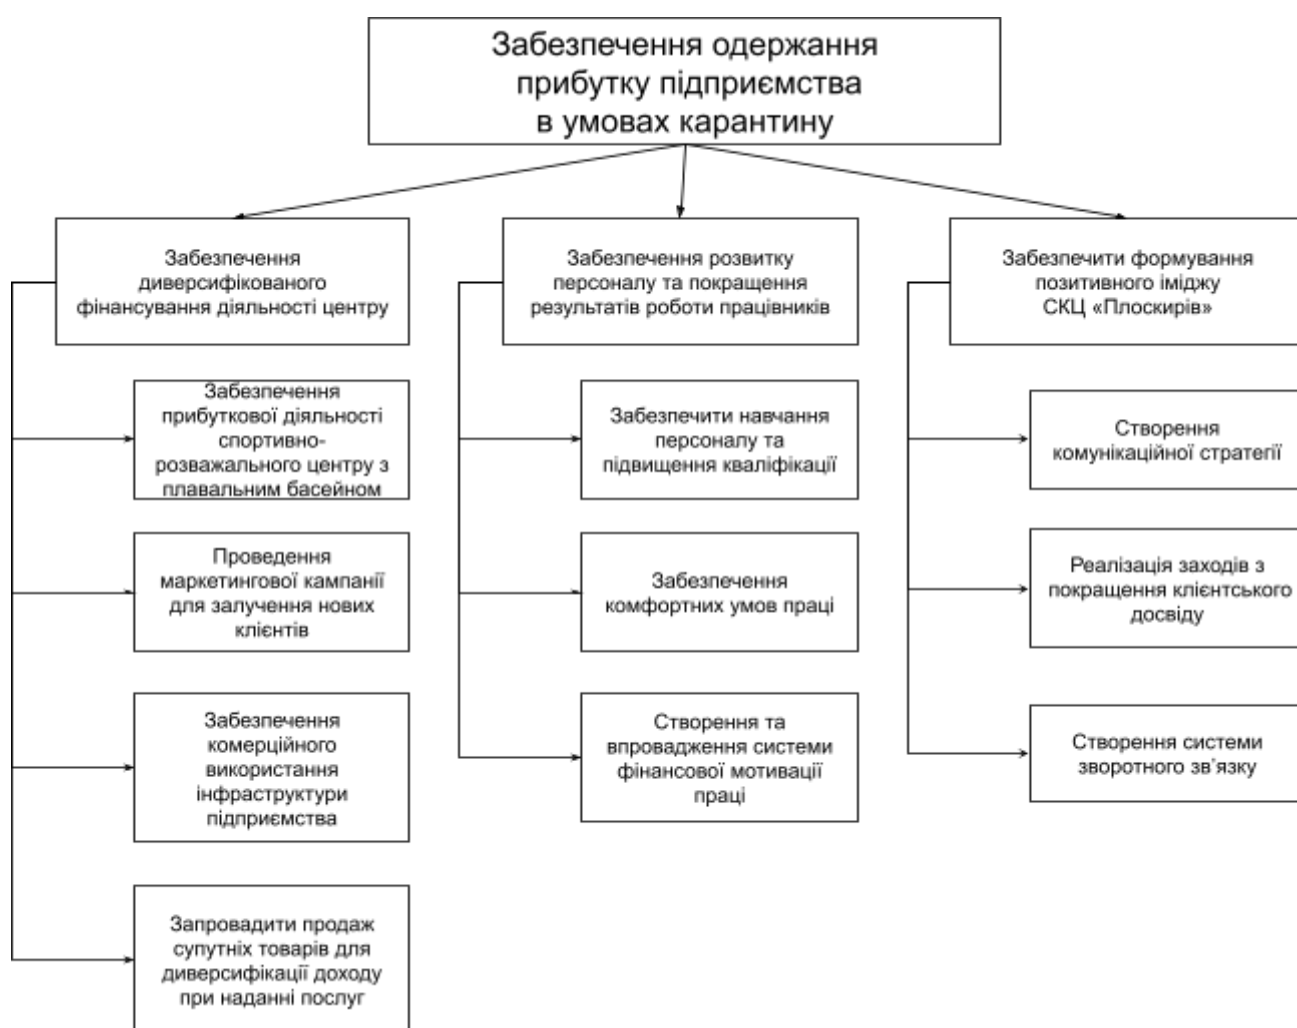 Забезпечення одержання
прибутку підприємства
в умовах карантину
Забезпечення
диверсифікованого
фінансування діяльності центру
Забезпечення розвитку
персоналу та покращення
результатів роботи працівників
Забезпечити формування
позитивного іміджу
СКЦ «Плоскирів»
Забезпечення
прибуткової діяльності
спортивно-
розважального центру з
плавальним басейном
Проведення
маркетингової кампанії
для залучення нових
клієнтів
Забезпечення
комерційного
використання
інфраструктури
підприємства
Запровадити продаж
супутніх товарів для
диверсифікації доходу
при наданні послуг
Забезпечити навчання
персоналу та
підвищення кваліфікації
Забезпечення
комфортних умов праці
Створення та
впровадження системи
фінансової мотивації
праці
Створення
комунікаційної стратегії
Реалізація заходів з
покращення клієнтського
досвіду
Створення системи
зворотного зв’язку